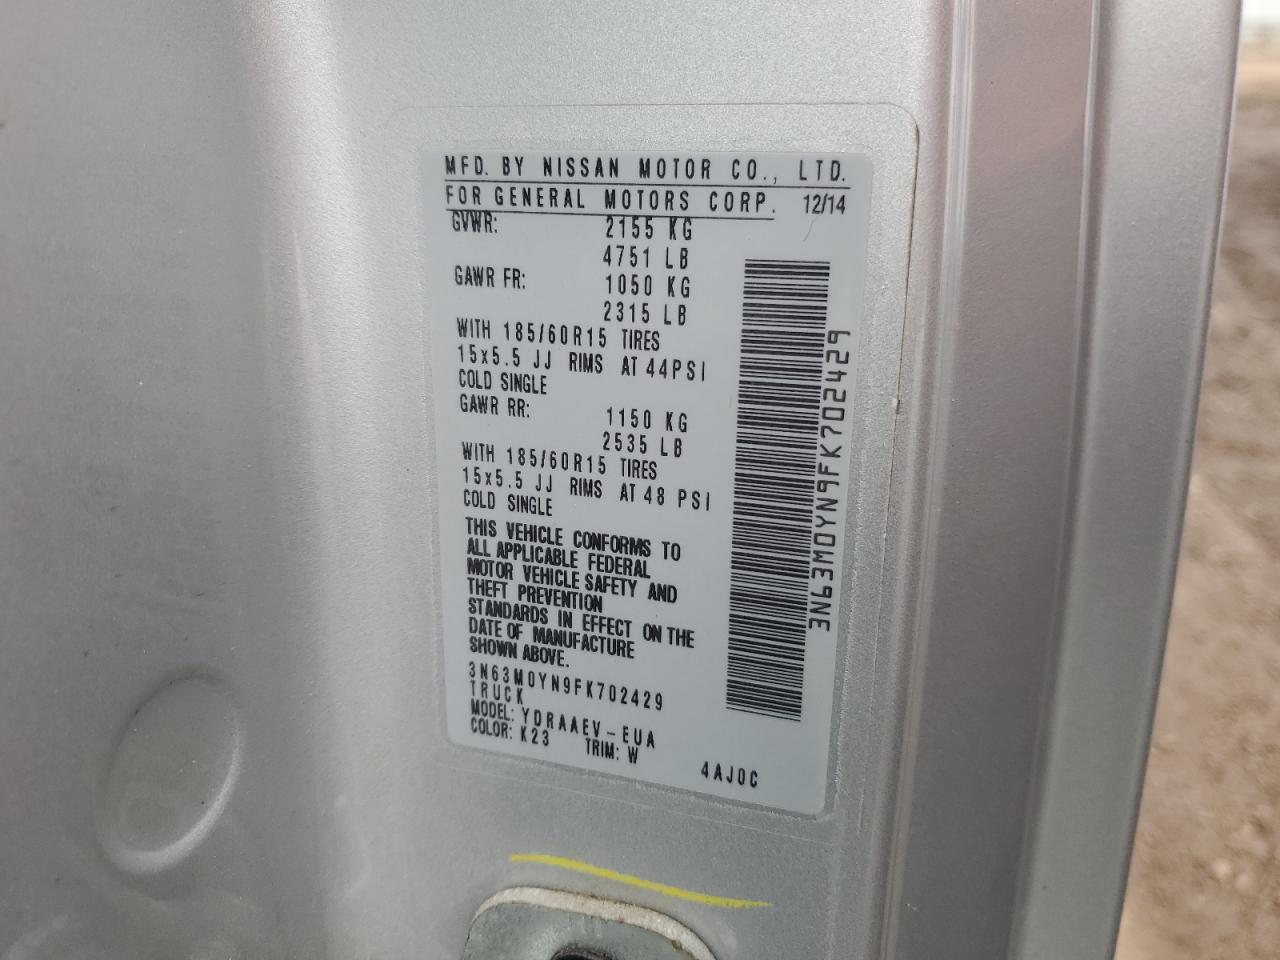 MFD. BY NISSAN MOTOR CO., LTD.
FOR GENERAL MOTORS CORP. 12/14
GVWR: 2155 KG
4751 LB
GAWR FR: 1050 KG
2315 LB
WITH 185/60R15 TIRES
15x5.5 JJ RIMS AT 44PSI
COLD SINGLE
GAWR RR: 1150 KG
2535 LB
WITH 185/60R15 TIRES
15x5.5 JJ RIMS AT 48 PSI
COLD SINGLE
THIS VEHICLE CONFORMS TO
ALL APPLICABLE FEDERAL
MOTOR VEHICLE SAFETY AND
THEFT PREVENTION
STANDARDS IN EFFECT ON THE
DATE OF MANUFACTURE
SHOWN ABOVE.
3N63M0YN9FK702429
TRUCK
MODEL: YDRAAEV-EUA
COLOR: K23 TRIM: W
4AJ0C
3N63M0YN9FK702429